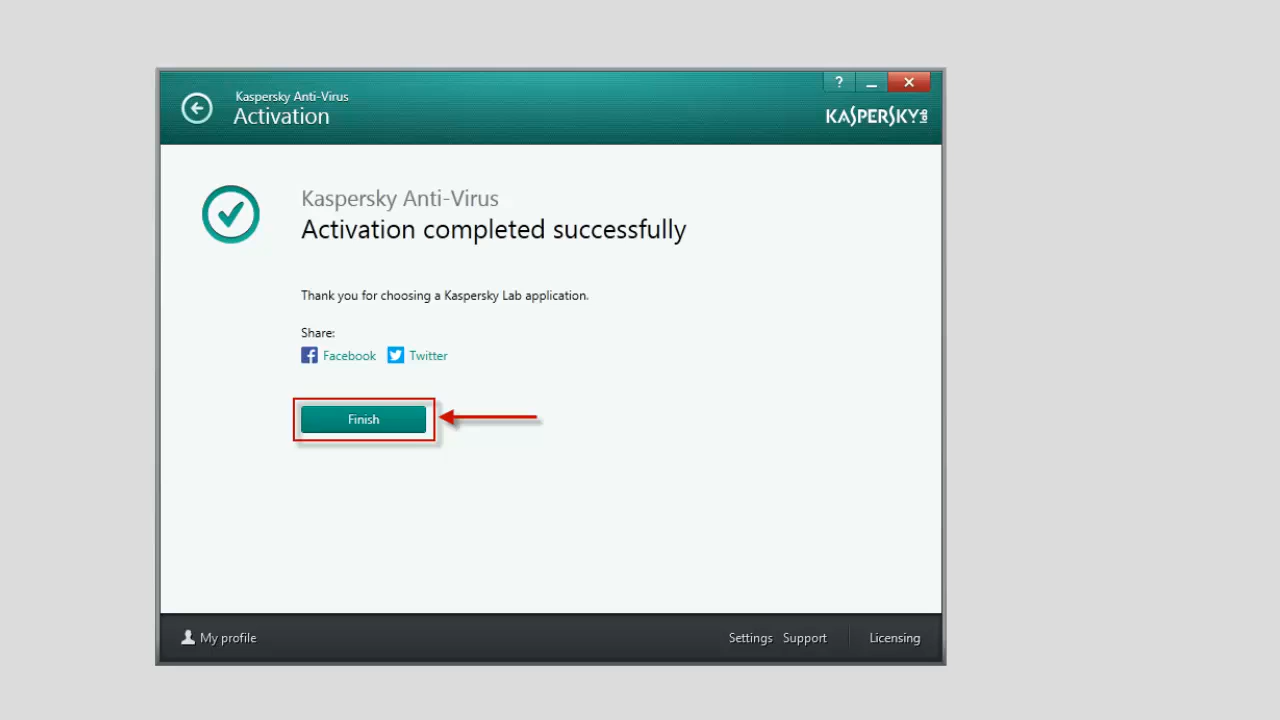 Kaspersky Anti-Virus
Activation
?
KASPERSKY lab
Kaspersky Anti-Virus
Activation completed successfully
Thank you for choosing a Kaspersky Lab application.
Share:
Facebook Twitter
Finish
My profile
Settings Support Licensing